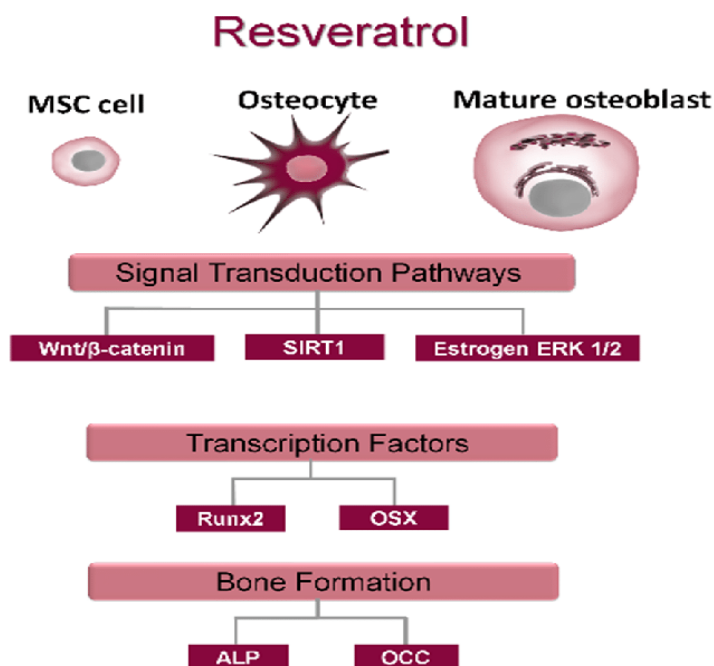 Resveratrol
MSC cell
Osteocyte
Mature osteoblast
Signal Transduction Pathways
Wnt/β-catenin
SIRT1
Estrogen ERK 1/2
Transcription Factors
Runx2
OSX
Bone Formation
ALP
OCC